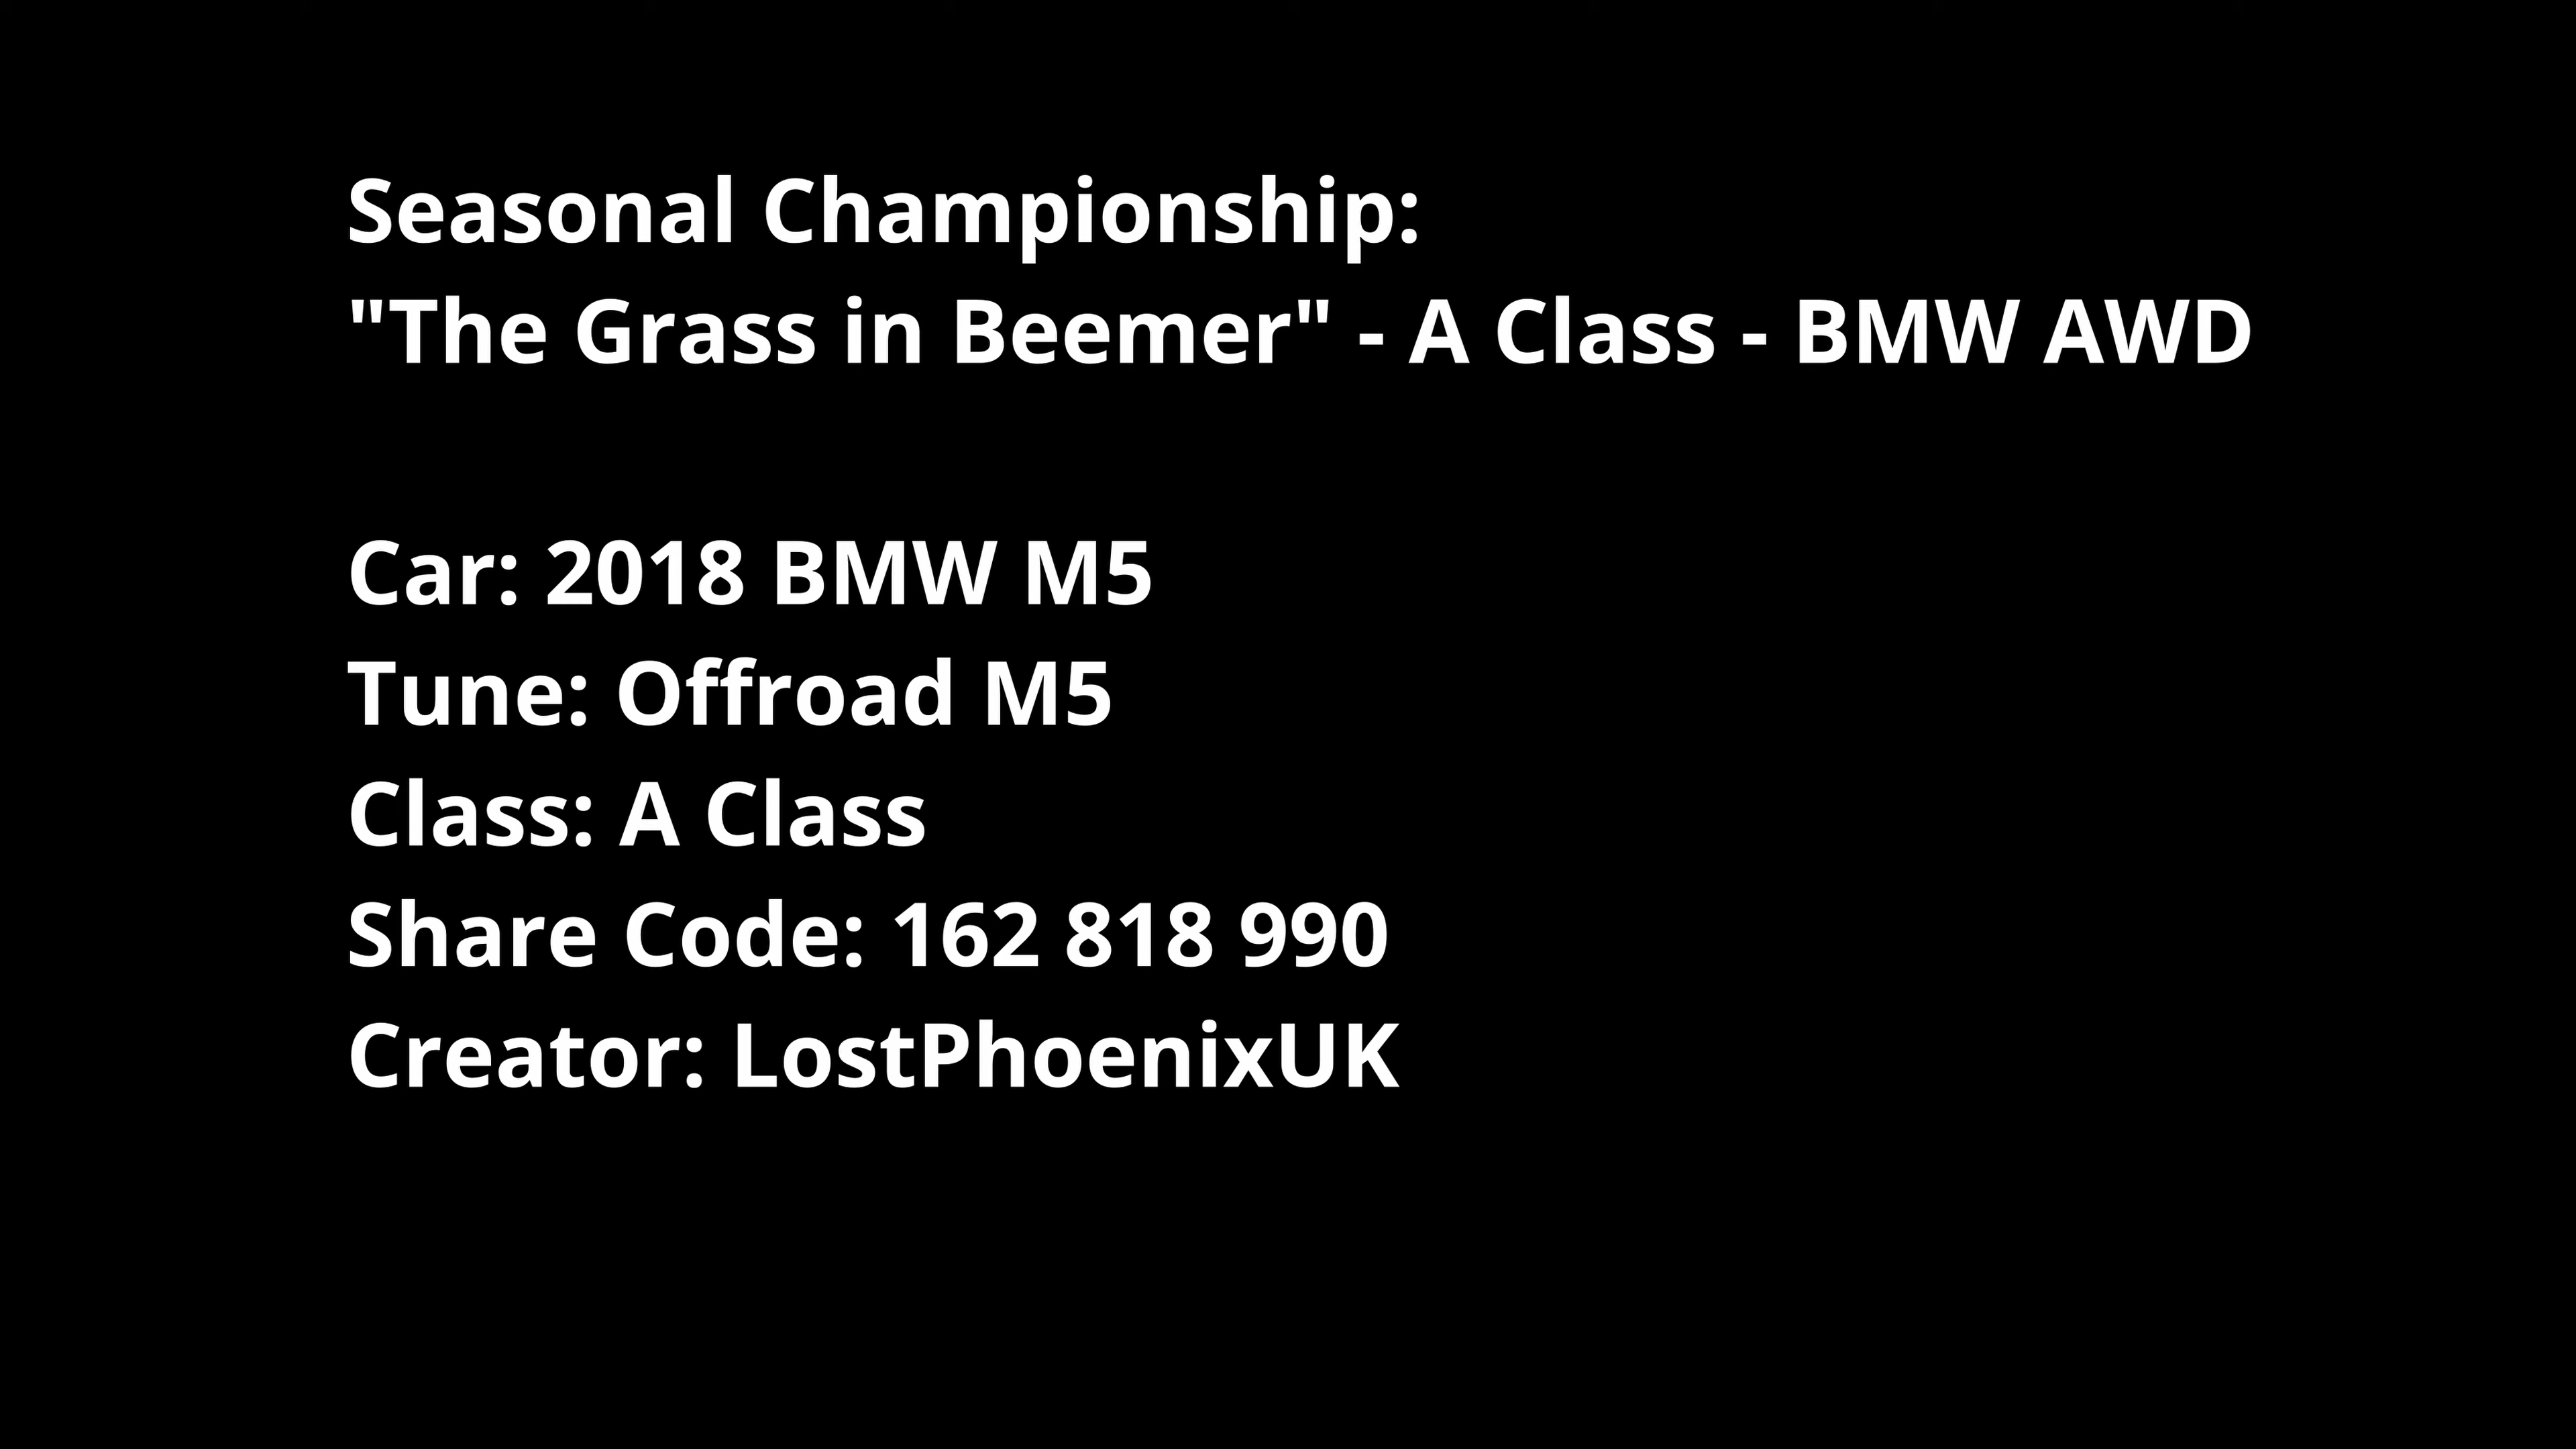 Seasonal Championship:
"The Grass in Beemer" - A Class - BMW AWD
Car: 2018 BMW M5
Tune: Offroad M5
Class: A Class
Share Code: 162 818 990
Creator: LostPhoenixUK